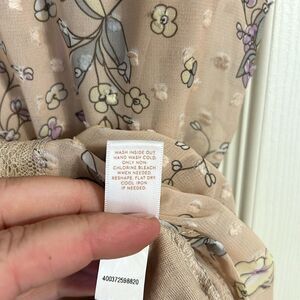 WASH INSIDE OUT
HAND WASH COLD.
ONLY NON
CHLORINE BLEACH
WHEN NEEDED.
RESHAPE, FLAT DRY
COOL IRON
IF NEEDED
400372598820